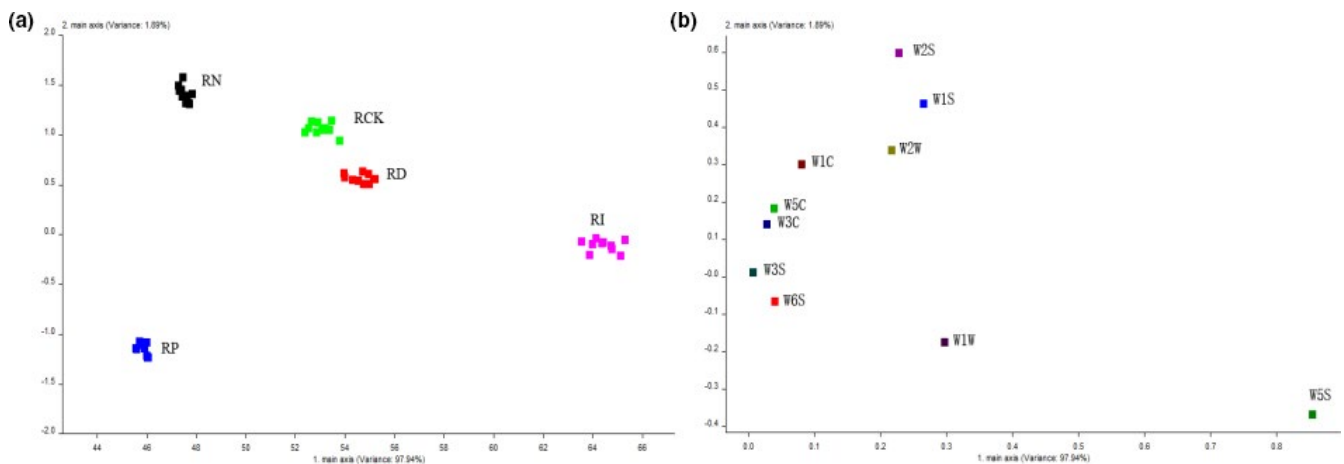 (a)
2. main axis (Variance: 1.89%)
2.0
1.5
1.0
0.5
0.0
-0.5
-1.0
-1.5
-2.0
RN
RCK
RD
RI
RP
44 46 48 50 52 54 56 58 60 62 64 66
1. main axis (Variance: 97.94%)
(b)
2. main axis (Variance: 1.89%)
0.6
0.5
0.4
0.3
0.2
0.1
-0.0
-0.1
-0.2
-0.3
-0.4
W2S
W1S
W2W
W1C
W5C
W3C
W3S
W6S
W1W
W5S
0.0 0.1 0.2 0.3 0.4 0.5 0.6 0.7 0.8
1. main axis (Variance: 97.94%)